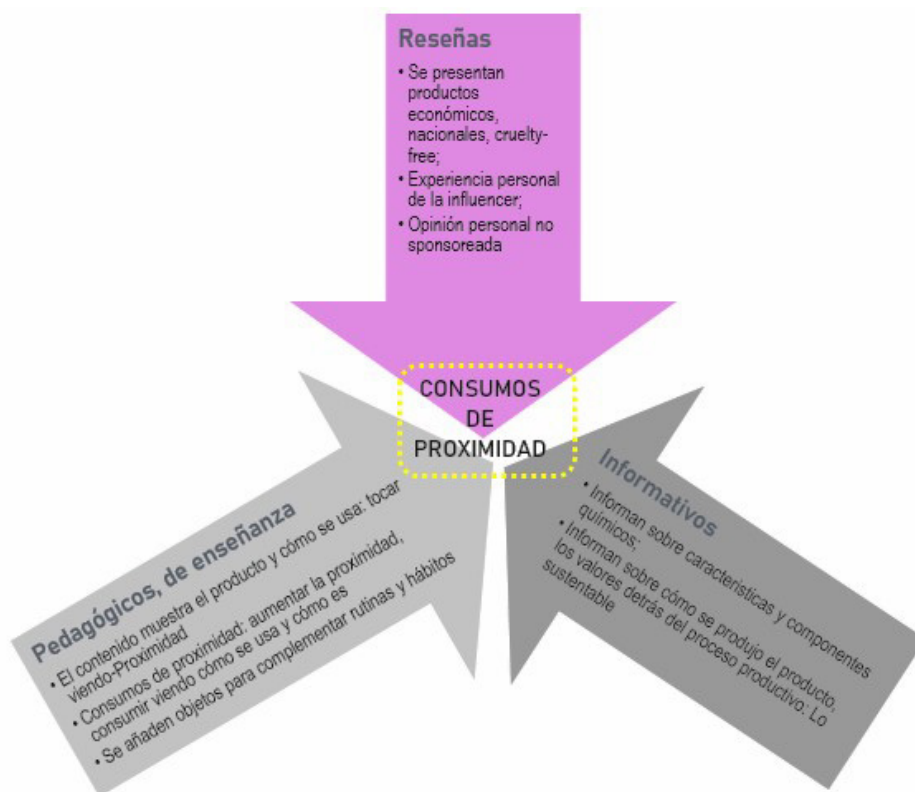 Reseñas
• Se presentan
productos
económicos,
nacionales, cruelty-
free;
• Experiencia personal
de la influencer;
• Opinión personal no
sponsoreada
CONSUMOS
DE
PROXIMIDAD
Pedagógicos, de enseñanza
• El contenido muestra el producto y cómo se usa: tocar
viendo-Proximidad
• Consumos de proximidad: aumentar la proximidad,
consumir viendo cómo se usa y cómo es
• Se añaden objetos para complementar rutinas y hábitos
Informativos
• Informan sobre características y componentes
químicos;
• Informan sobre cómo se produjo el producto,
los valores detrás del proceso productivo: Lo
sustentable